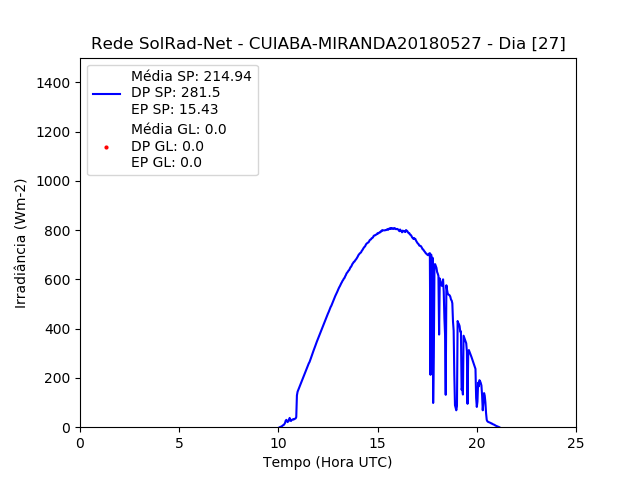 Rede SolRad-Net - CUIABA-MIRANDA20180527 - Dia [27]
Média SP: 214.94
DP SP: 281.5
EP SP: 15.43
Média GL: 0.0
DP GL: 0.0
EP GL: 0.0
Irradiância (Wm-2)
1400
1200
1000
800
600
400
200
0
0 5 10 15 20 25
Tempo (Hora UTC)